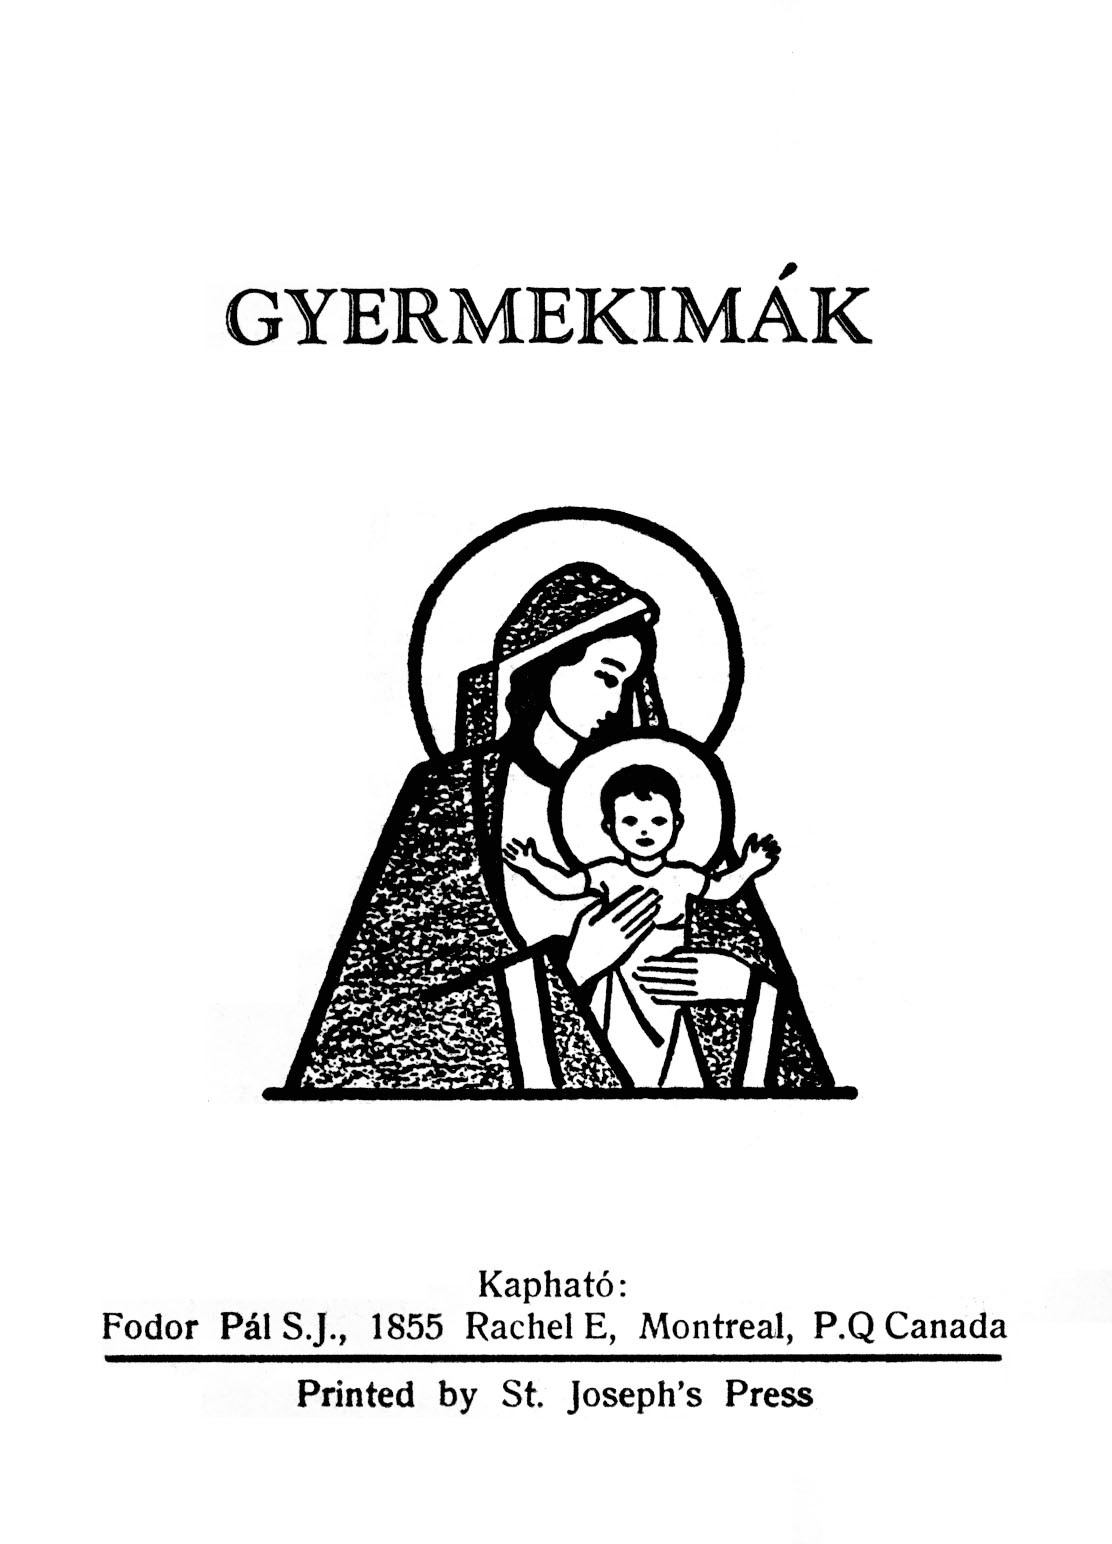 GYERMEKIMÁK
Kapható:
Fodor Pál S.J., 1855 Rachel E, Montreal, P.Q Canada
Printed by St. Joseph's Press